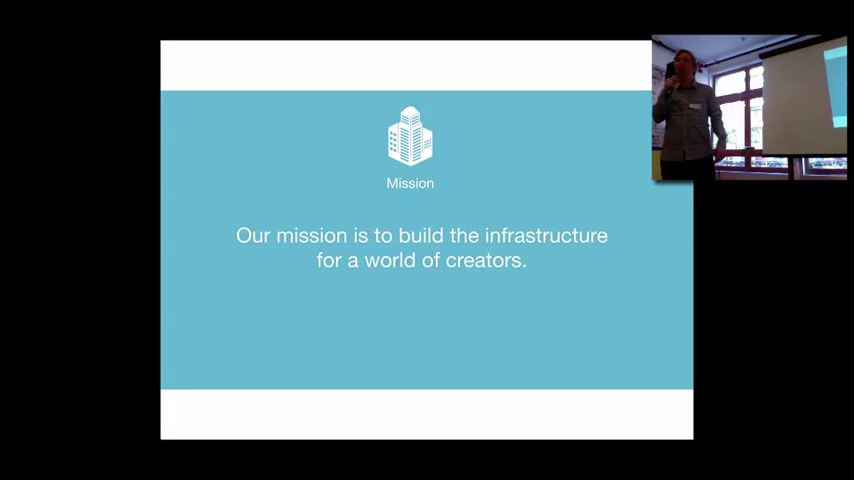 Mission
Our mission is to build the infrastructure
for a world of creators.